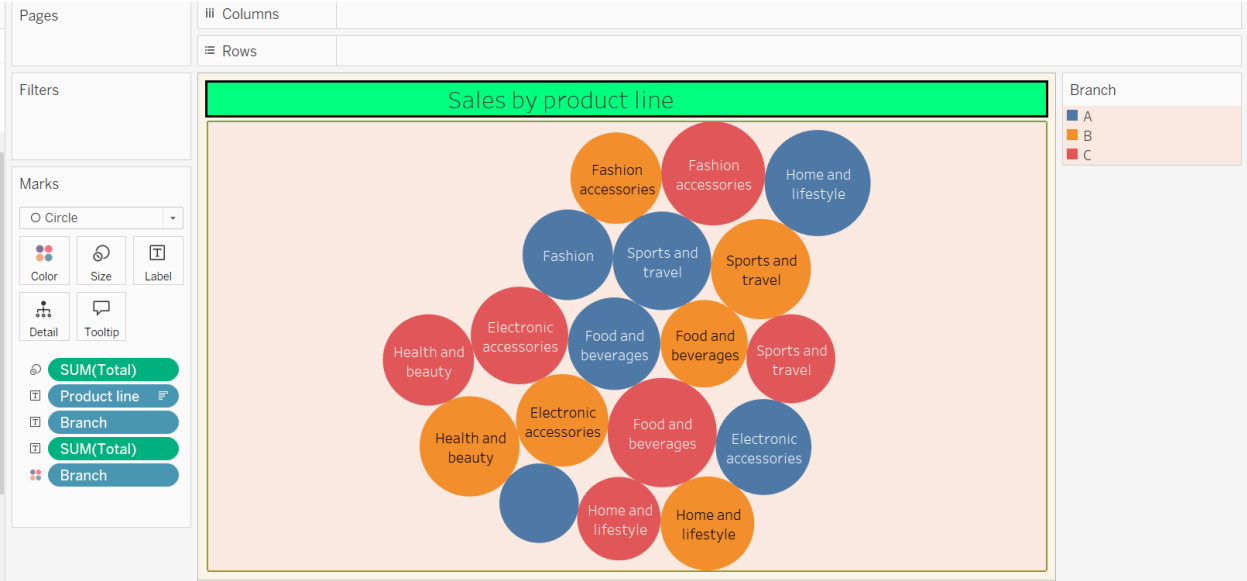 Pages
Columns
Rows
Filters
Marks
Circle
Color
Size
Label
Detail
Tooltip
SUM(Total)
Product line
Branch
SUM(Total)
Branch
Sales by product line
Fashion
accessories
Fashion
accessories
Home and
lifestyle
Fashion
Sports and
travel
Sports and
travel
Health and
beauty
Electronic
accessories
Food and
beverages
Food and
beverages
Sports and
travel
Health and
beauty
Electronic
accessories
Food and
beverages
Electronic
accessories
Home and
lifestyle
Home and
lifestyle
Branch
A
B
C